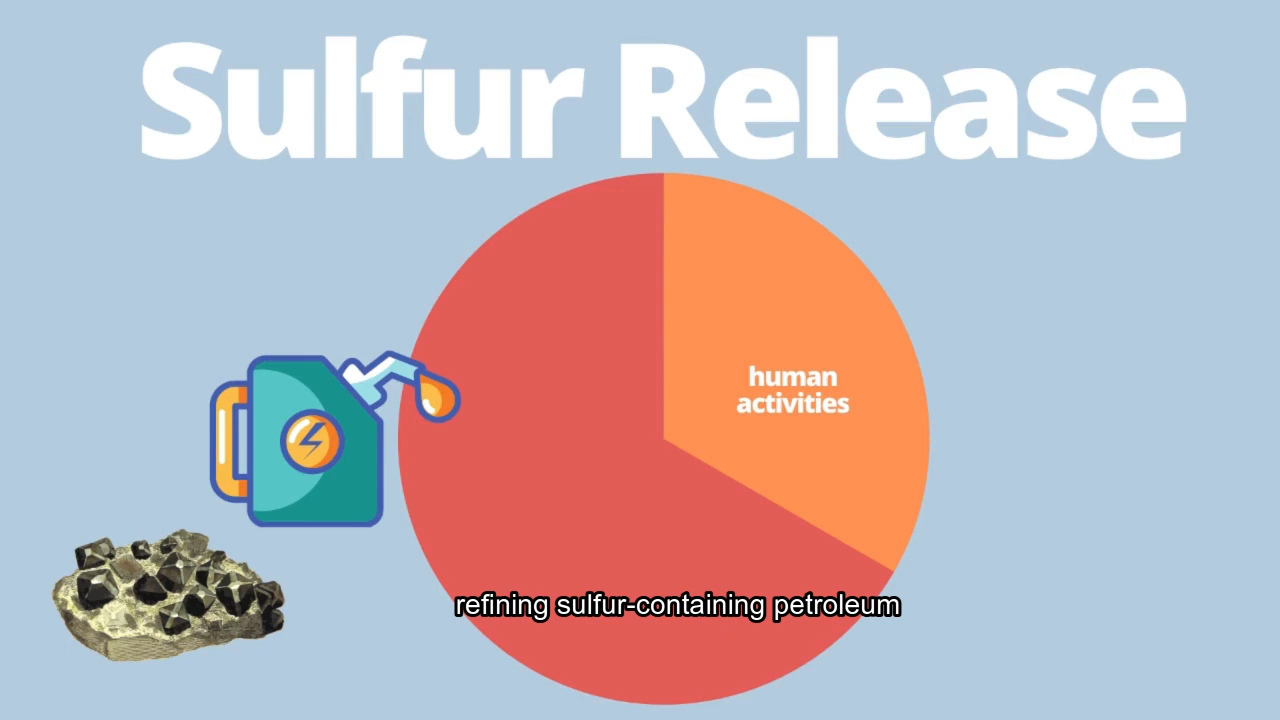 Sulfur Release
human
activities
refining sulfur-containing petroleum